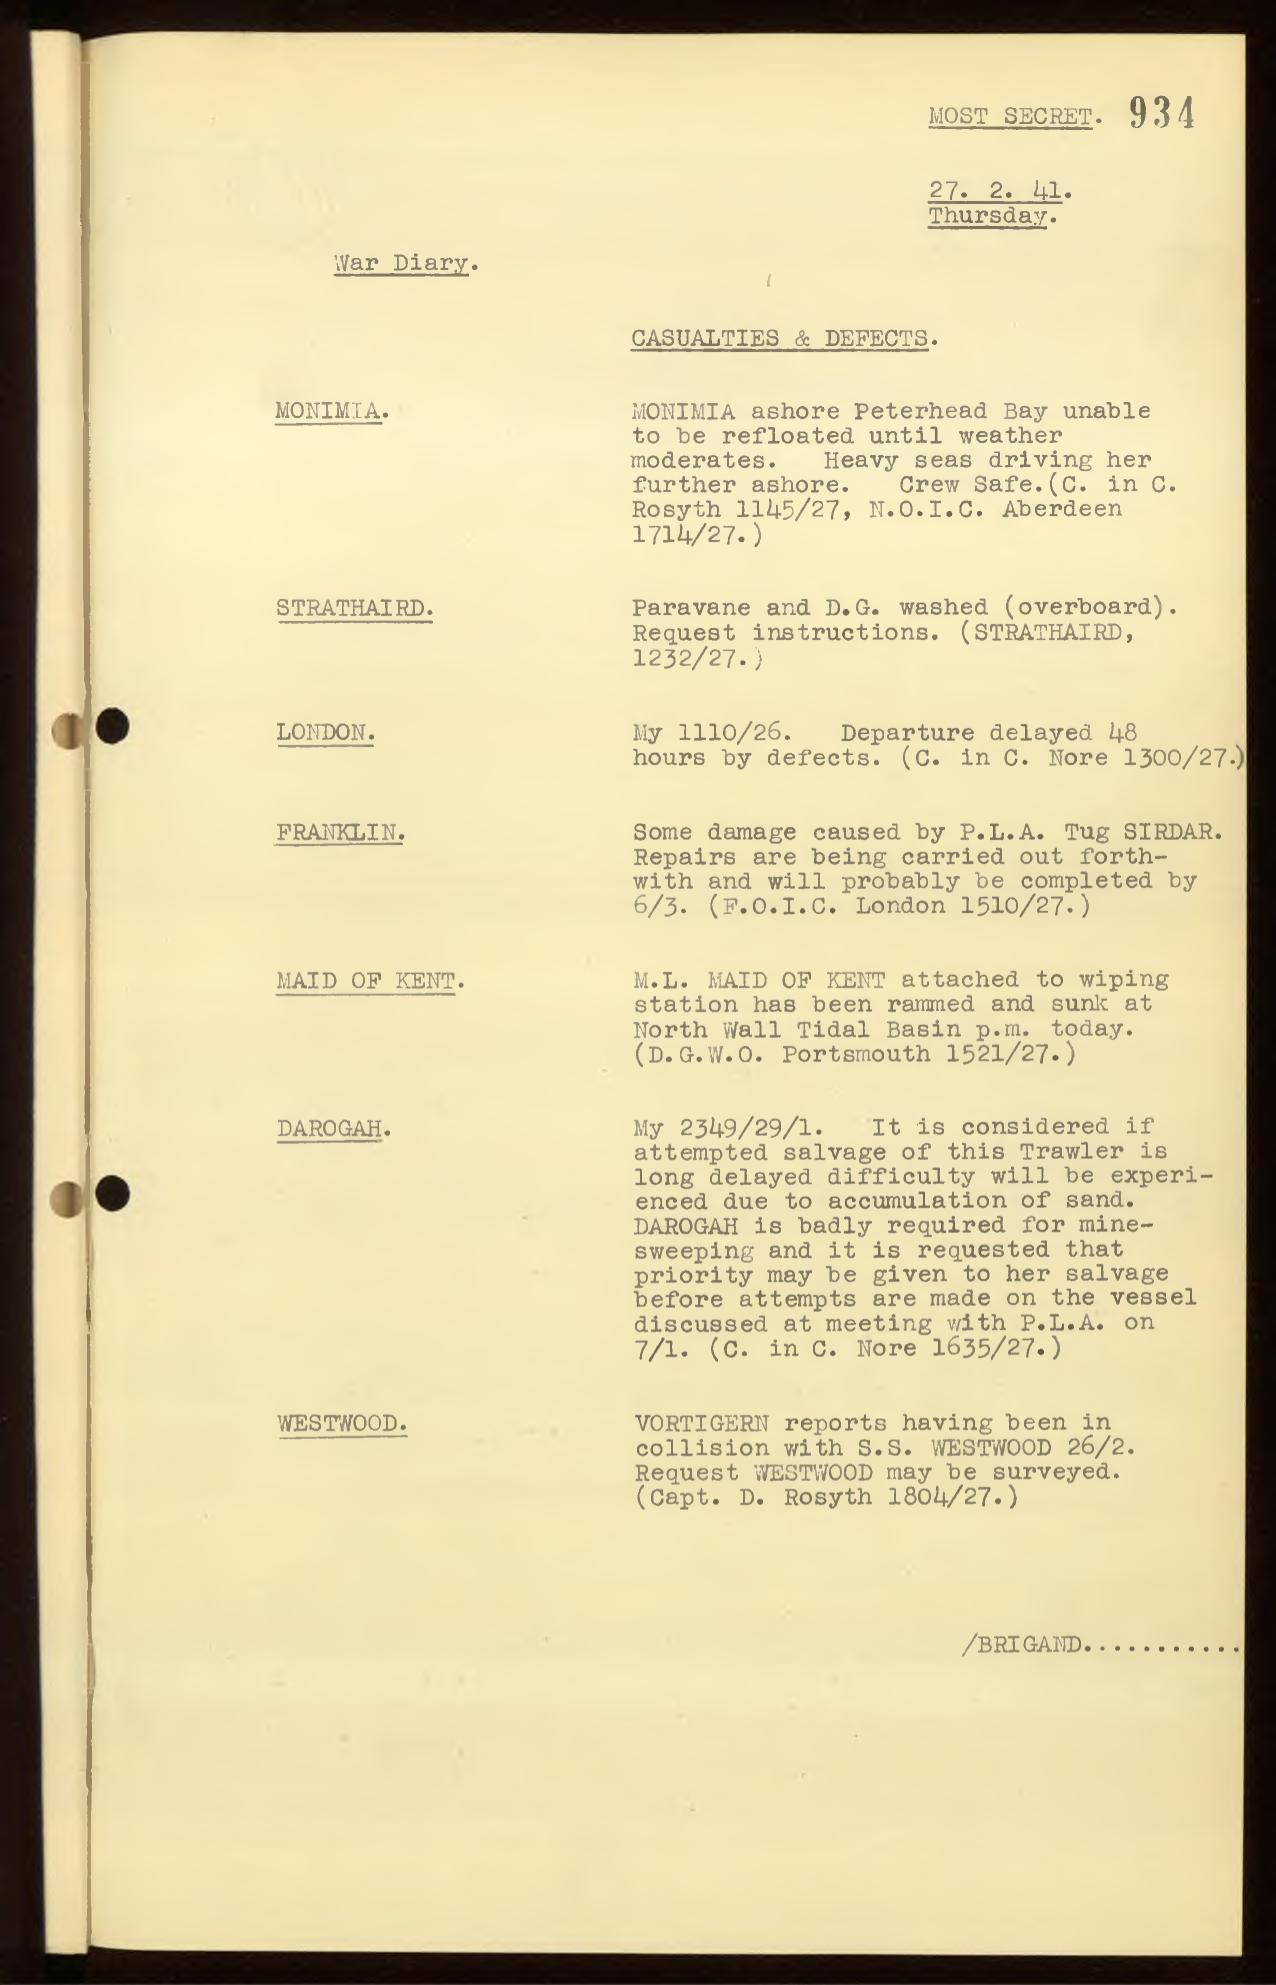 MOST SECRET. 934
27. 2. 41.
Thursday.
War Diary.
CASUALTIES & DEFECTS.
MONIMIA.
MONIMIA ashore Peterhead Bay unable
to be refloated until weather
moderates. Heavy seas driving her
further ashore. Crew Safe.(C. in C.
Rosyth 1145/27, N.O.I.C. Aberdeen
1714/27.)
STRATHAIRD.
Paravane and D.G. washed (overboard).
Request instructions. (STRATHAIRD,
1232/27.)
LONDON.
My 1110/26. Departure delayed 48
hours by defects. (C. in C. Nore 1300/27.)
FRANKLIN.
Some damage caused by P.L.A. Tug SIRDAR.
Repairs are being carried out forth-
with and will probably be completed by
6/3. (F.O.I.C. London 1510/27.)
MAID OF KENT.
M.L. MAID OF KENT attached to wiping
station has been rammed and sunk at
North Wall Tidal Basin p.m. today.
(D.G.W.O. Portsmouth 1521/27.)
DAROGAH.
My 2349/29/1. It is considered if
attempted salvage of this Trawler is
long delayed difficulty will be experi-
enced due to accumulation of sand.
DAROGAH is badly required for mine-
sweeping and it is requested that
priority may be given to her salvage
before attempts are made on the vessel
discussed at meeting with P.L.A. on
7/1. (C. in C. Nore 1635/27.)
WESTWOOD.
VORTIGERN reports having been in
collision with S.S. WESTWOOD 26/2.
Request WESTWOOD may be surveyed.
(Capt. D. Rosyth 1804/27.)
/BRIGAND...........